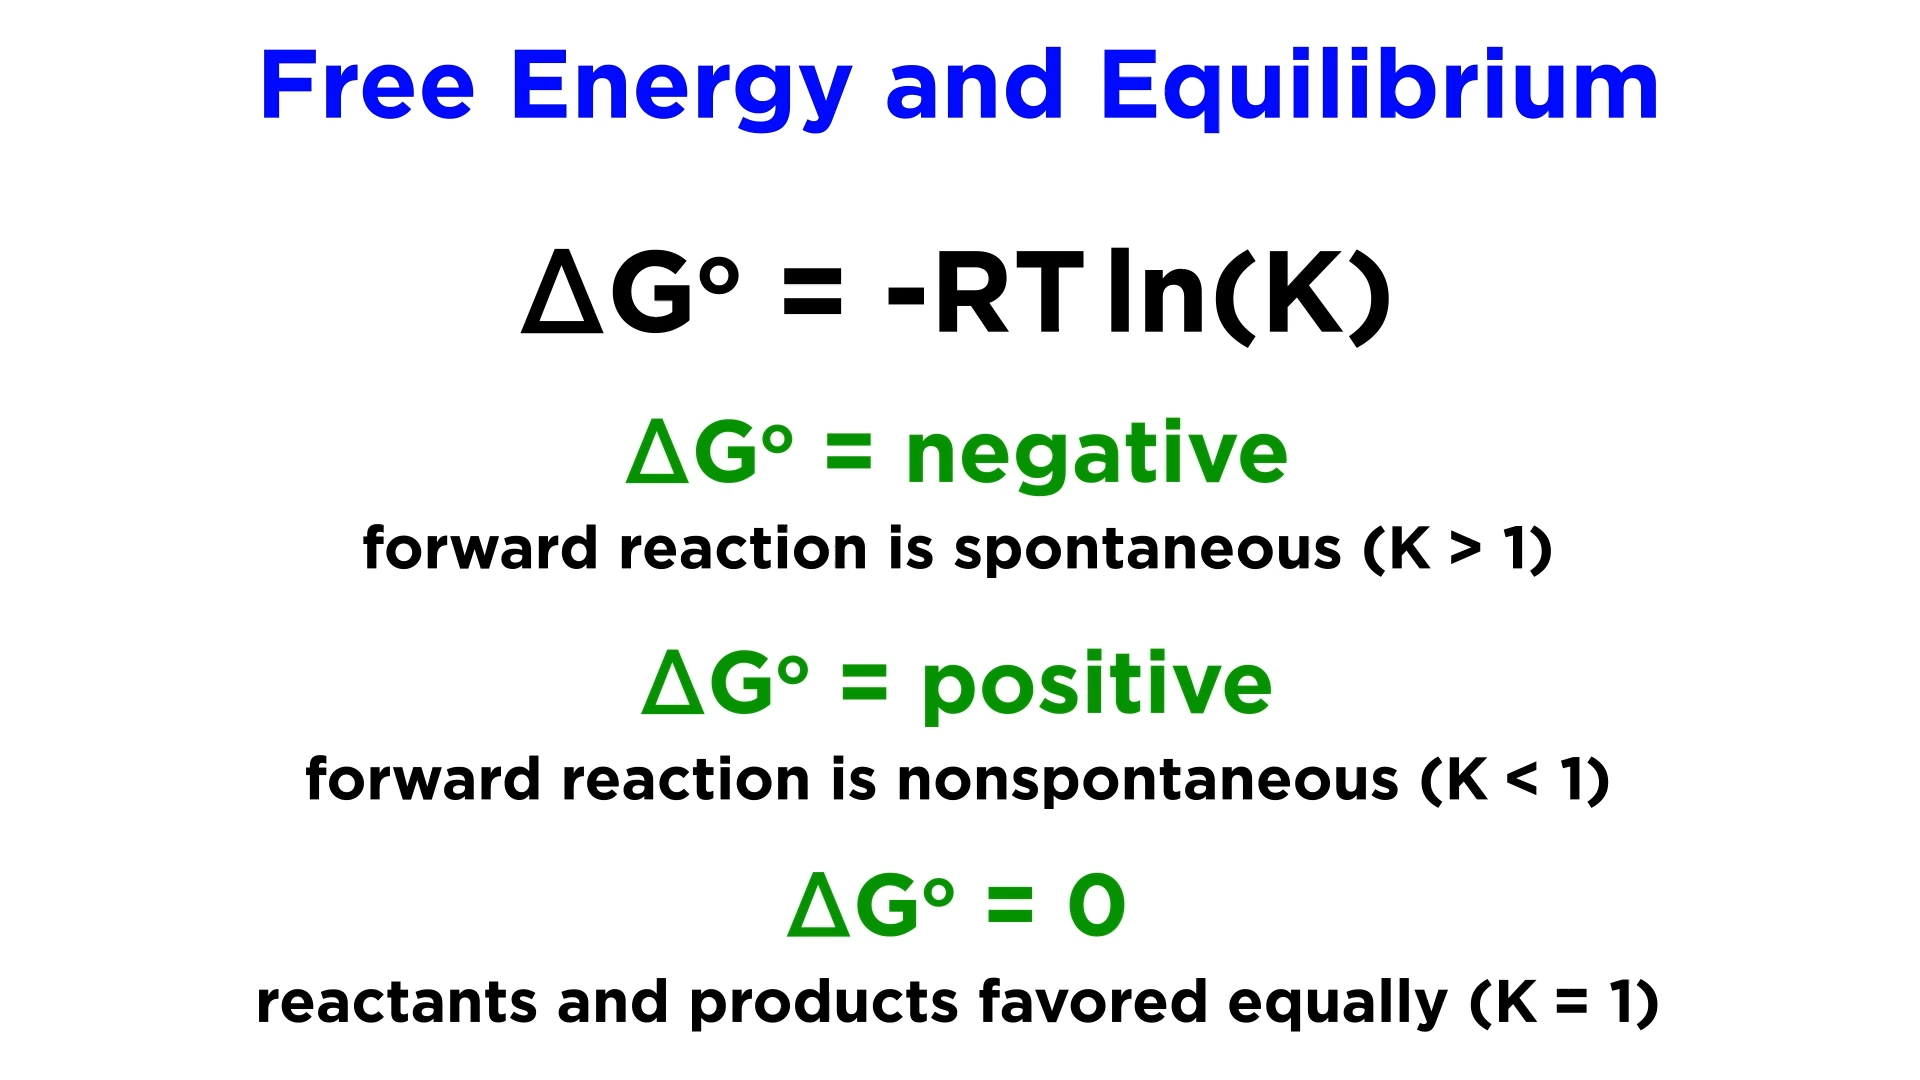 Free Energy and Equilibrium
ΔG° = -RT ln(K)
ΔG° = negative
forward reaction is spontaneous (K > 1)
ΔG° = positive
forward reaction is nonspontaneous (K < 1)
ΔG° = 0
reactants and products favored equally (K = 1)